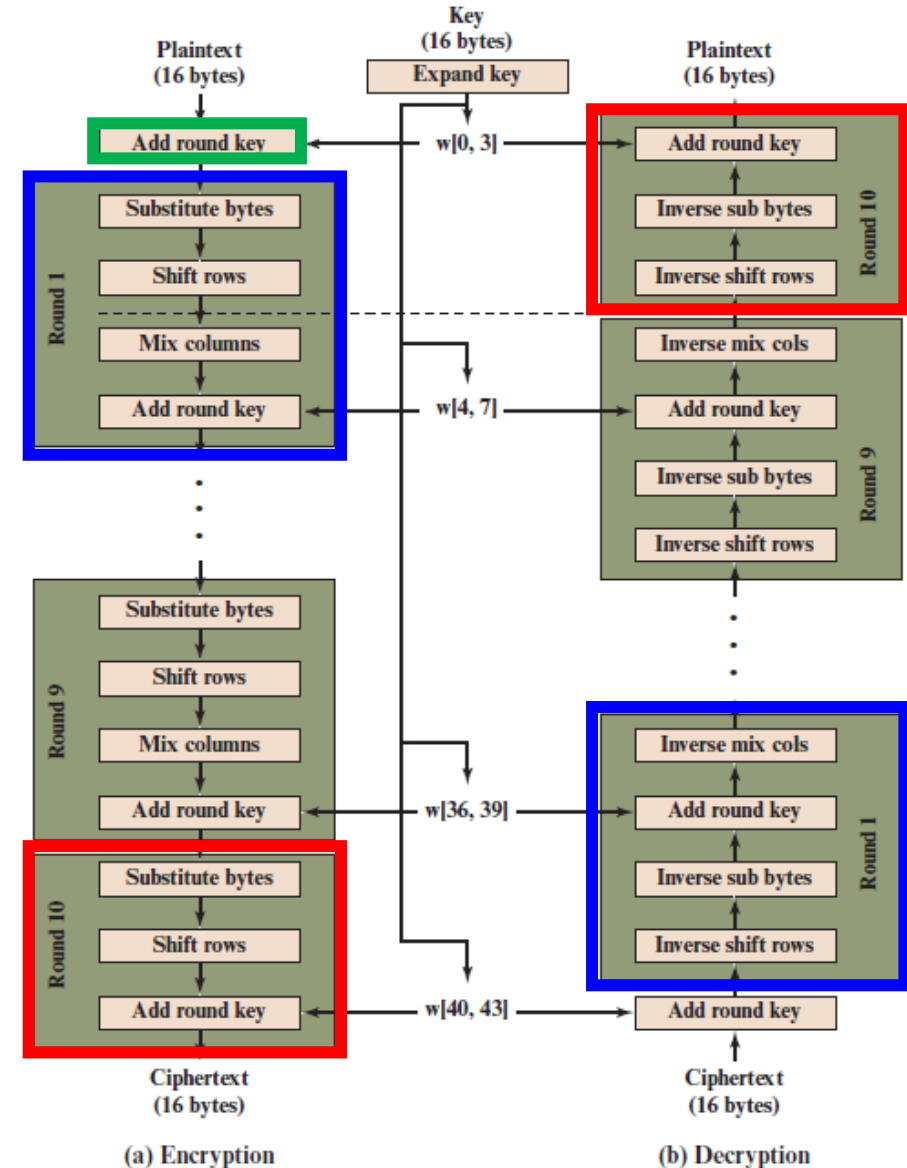 Key
(16 bytes)
Expand key
Plaintext
(16 bytes)
Add round key
Round 1
Substitute bytes
Shift rows
Mix columns
Add round key
Round 9
Substitute bytes
Shift rows
Mix columns
Add round key
Round 10
Substitute bytes
Shift rows
Add round key
Ciphertext
(16 bytes)
(a) Encryption
w[0, 3]
w[4, 7]
w[36, 39]
w[40, 43]
Plaintext
(16 bytes)
Add round key
Inverse sub bytes
Inverse shift rows
Round 10
Inverse mix cols
Add round key
Inverse sub bytes
Inverse shift rows
Round 9
Inverse mix cols
Add round key
Inverse sub bytes
Inverse shift rows
Round 1
Add round key
Ciphertext
(16 bytes)
(b) Decryption